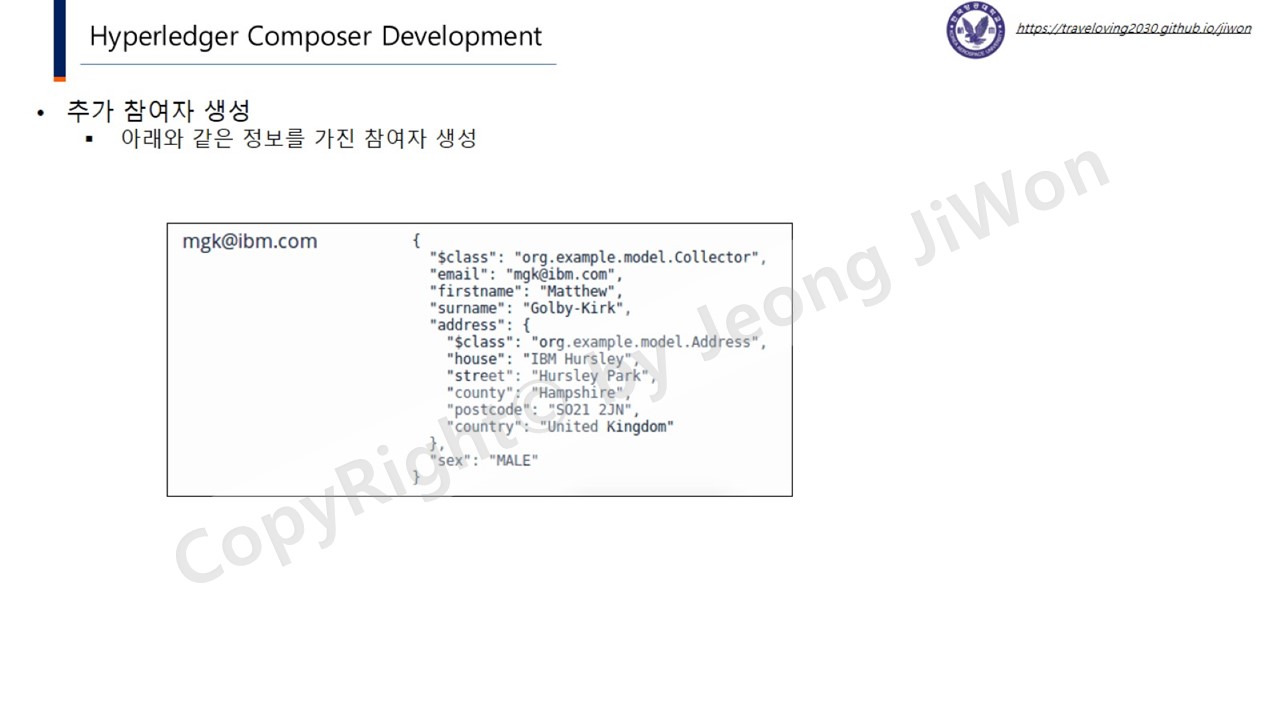 Hyperledger Composer Development
https://traveloving2030.github.io/jiwon
• 추가 참여자 생성
▪ 아래와 같은 정보를 가진 참여자 생성
mgk@ibm.com
{
"$class": "org.example.model.Collector",
"email": "mgk@ibm.com",
"firstname": "Matthew",
"surname": "Golby-Kirk",
"address": {
"$class": "org.example.model.Address",
"house": "IBM Hursley",
"street": "Hursley Park",
"county": "Hampshire",
"postcode": "SO21 2JN",
"country": "United Kingdom"
},
"sex": "MALE"
}
CopyRight© by Jeong JiWon